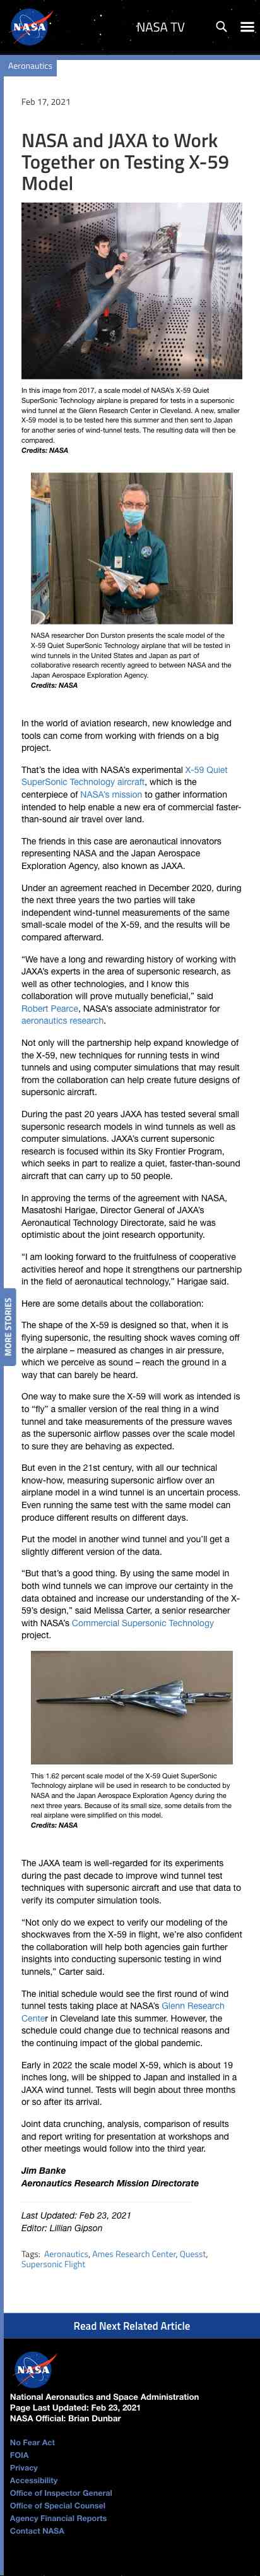 NASA
NASA TV
Aeronautics
Feb 17, 2021
NASA and JAXA to Work
Together on Testing X-59
Model
In this image from 2017, a scale model of NASA's X-59 Quiet
SuperSonic Technology airplane is prepared for tests in a supersonic
wind tunnel at the Glenn Research Center in Cleveland. A new, smaller
X-59 model is to be tested here this summer and then sent to Japan
for another series of wind-tunnel tests. The resulting data will then be
compared.
Credits: NASA
NASA researcher Don Durston presents the scale model of the
X-59 Quiet SuperSonic Technology airplane that will be tested in
wind tunnels in the United States and Japan as part of
collaborative research recently agreed to between NASA and the
Japan Aerospace Exploration Agency.
Credits: NASA
In the world of aviation research, new knowledge and
tools can come from working with friends on a big
project.
That's the idea with NASA's experimental X-59 Quiet
SuperSonic Technology aircraft, which is the
centerpiece of NASA's mission to gather information
intended to help enable a new era of commercial faster-
than-sound air travel over land.
The friends in this case are aeronautical innovators
representing NASA and the Japan Aerospace
Exploration Agency, also known as JAXA.
Under an agreement reached in December 2020, during
the next three years the two parties will take
independent wind-tunnel measurements of the same
small-scale model of the X-59, and the results will be
compared afterward.
“We have a long and rewarding history of working with
JAXA's experts in the area of supersonic research, as
well as other technologies, and I know this
collaboration will prove mutually beneficial,” said
Robert Pearce, NASA's associate administrator for
aeronautics research.
Not only will the partnership help expand knowledge of
the X-59, new techniques for running tests in wind
tunnels and using computer simulations that may result
from the collaboration can help create future designs of
supersonic aircraft.
During the past 20 years JAXA has tested several small
supersonic research models in wind tunnels as well as
computer simulations. JAXA's current supersonic
research is focused within its Sky Frontier Program,
which seeks in part to realize a quiet, faster-than-sound
aircraft that can carry up to 50 people.
In approving the terms of the agreement with NASA,
Masatoshi Harigae, Director General of JAXA's
Aeronautical Technology Directorate, said he was
optimistic about the joint research opportunity.
“I am looking forward to the fruitfulness of cooperative
activities hereof and hope it strengthens our partnership
in the field of aeronautical technology,” Harigae said.
Here are some details about the collaboration:
MORE STORIES
The shape of the X-59 is designed so that, when it is
flying supersonic, the resulting shock waves coming off
the airplane – measured as changes in air pressure,
which we perceive as sound – reach the ground in a
way that can barely be heard.
One way to make sure the X-59 will work as intended is
to “fly” a smaller version of the real thing in a wind
tunnel and take measurements of the pressure waves
as the supersonic airflow passes over the scale model
to sure they are behaving as expected.
But even in the 21st century, with all our technical
know-how, measuring supersonic airflow over an
airplane model in a wind tunnel is an uncertain process.
Even running the same test with the same model can
produce different results on different days.
Put the model in another wind tunnel and you'll get a
slightly different version of the data.
“But that's a good thing. By using the same model in
both wind tunnels we can improve our certainty in the
data obtained and increase our understanding of the X-
59's design,” said Melissa Carter, a senior researcher
with NASA's Commercial Supersonic Technology
project.
This 1.62 percent scale model of the X-59 Quiet SuperSonic
Technology airplane will be used in research to be conducted by
NASA and the Japan Aerospace Exploration Agency during the
next three years. Because of its small size, some details from the
real airplane were simplified on this model.
Credits: NASA
The JAXA team is well-regarded for its experiments
during the past decade to improve wind tunnel test
techniques with supersonic aircraft and use that data to
verify its computer simulation tools.
“Not only do we expect to verify our modeling of the
shockwaves from the X-59 in flight, we're also confident
the collaboration will help both agencies gain further
insights into conducting supersonic testing in wind
tunnels,” Carter said.
The initial schedule would see the first round of wind
tunnel tests taking place at NASA's Glenn Research
Center in Cleveland late this summer. However, the
schedule could change due to technical reasons and
the continuing impact of the global pandemic.
Early in 2022 the scale model X-59, which is about 19
inches long, will be shipped to Japan and installed in a
JAXA wind tunnel. Tests will begin about three months
or so after its arrival.
Joint data crunching, analysis, comparison of results
and report writing for presentation at workshops and
other meetings would follow into the third year.
Jim Banke
Aeronautics Research Mission Directorate
Last Updated: Feb 23, 2021
Editor: Lillian Gipson
Tags: Aeronautics, Ames Research Center, Quesst,
Supersonic Flight
Read Next Related Article
NASA
National Aeronautics and Space Administration
Page Last Updated: Feb 23, 2021
NASA Official: Brian Dunbar
No Fear Act
FOIA
Privacy
Accessibility
Office of Inspector General
Office of Special Counsel
Agency Financial Reports
Contact NASA